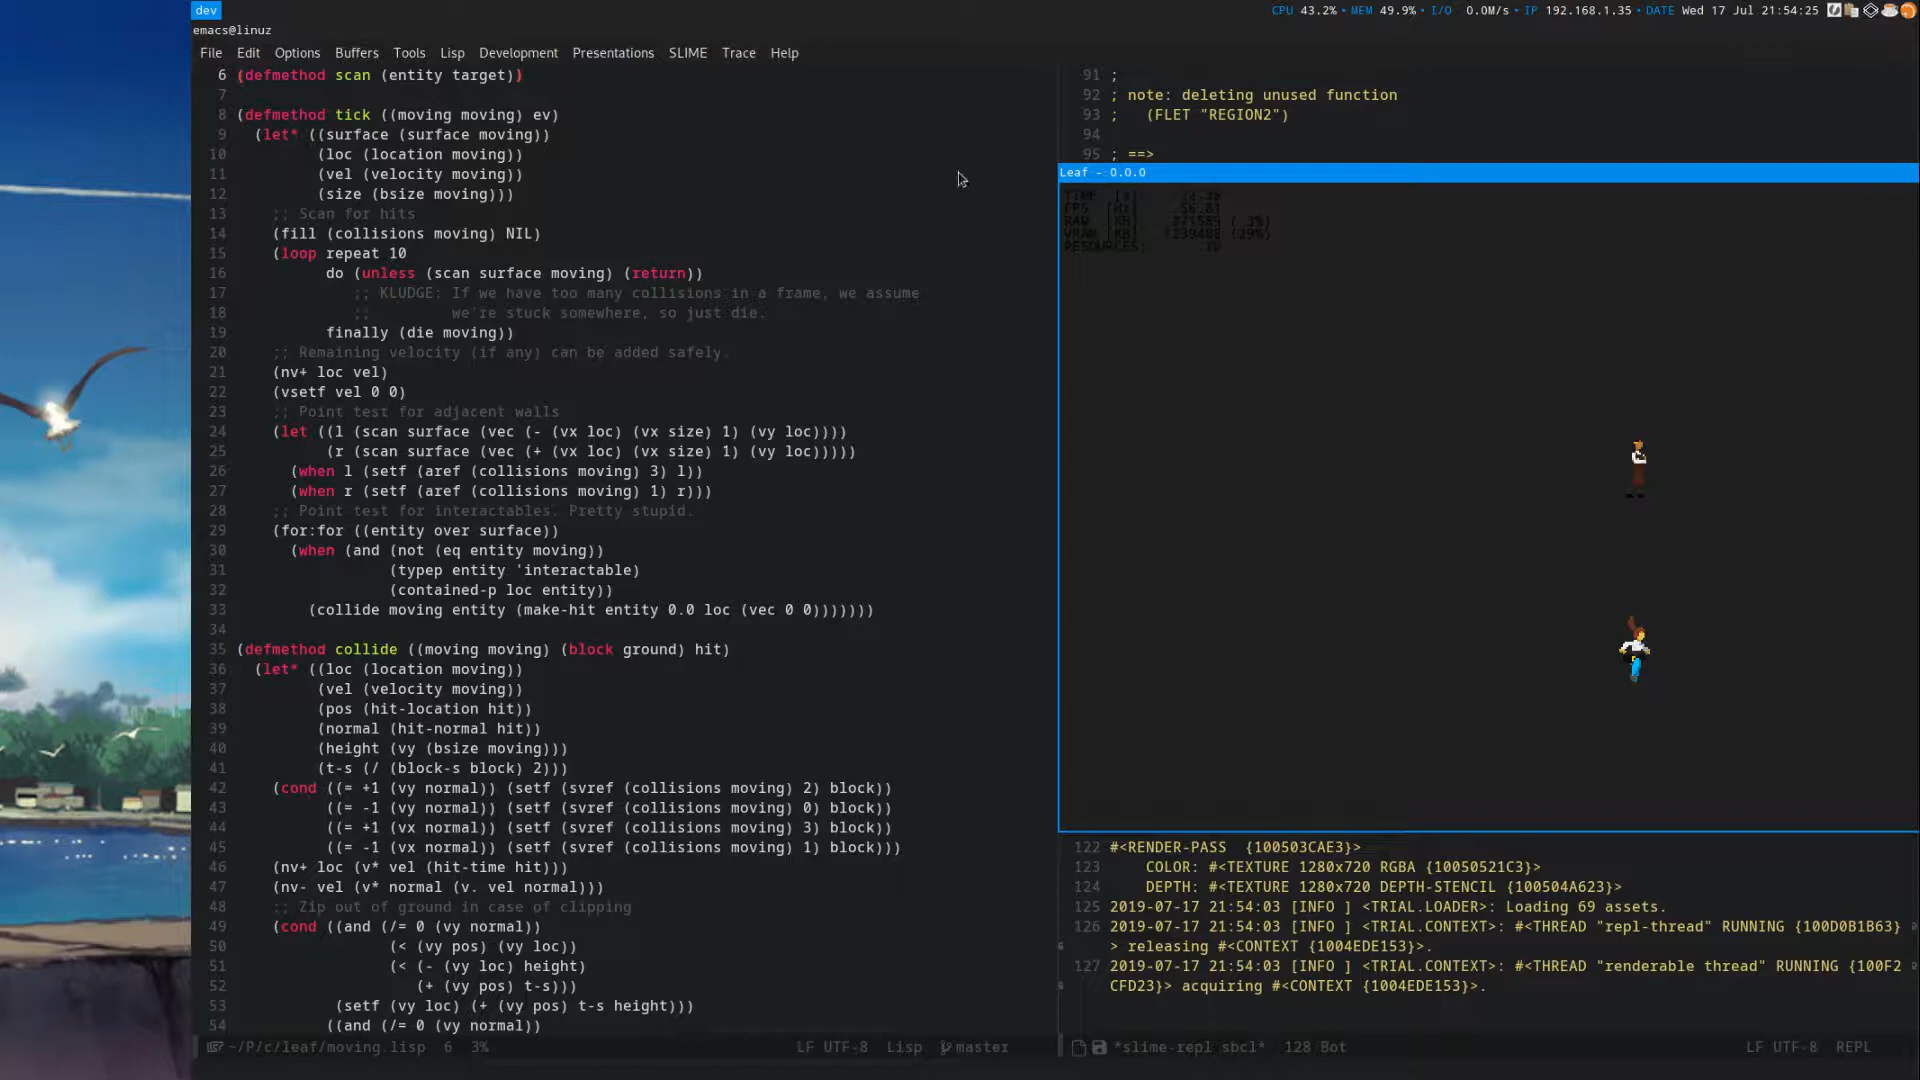 dev
CPU 43.2% • MEM 49.9% • I/O 0.0M/s • IP 192.168.1.35 • DATE Wed 17 Jul 21:54:25
emacs@linuz
File Edit Options Buffers Tools Lisp Development Presentations SLIME Trace Help
6 (defmethod scan (entity target))
7
8 (defmethod tick ((moving moving) ev)
9 (let* ((surface (surface moving))
10 (loc (location moving))
11 (vel (velocity moving))
12 (size (bsize moving)))
13 ;; Scan for hits
14 (fill (collisions moving) NIL)
15 (loop repeat 10
16 do (unless (scan surface moving) (return))
17 ;; KLUDGE: If we have too many collisions in a frame, we assume
18 ;; we're stuck somewhere, so just die.
19 finally (die moving))
20 ;; Remaining velocity (if any) can be added safely.
21 (nv+ loc vel)
22 (vsetf vel 0 0)
23 ;; Point test for adjacent walls
24 (let ((l (scan surface (vec (- (vx loc) (vx size) 1) (vy loc))))
25 (r (scan surface (vec (+ (vx loc) (vx size) 1) (vy loc)))))
26 (when l (setf (aref (collisions moving) 3) l))
27 (when r (setf (aref (collisions moving) 1) r)))
28 ;; Point test for interactables. Pretty stupid.
29 (for:for ((entity over surface))
30 (when (and (not (eq entity moving))
31 (typep entity 'interactable)
32 (contained-p loc entity))
33 (collide moving entity (make-hit entity 0.0 loc (vec 0 0)))))))
34
35 (defmethod collide ((moving moving) (block ground) hit)
36 (let* ((loc (location moving))
37 (vel (velocity moving))
38 (pos (hit-location hit))
39 (normal (hit-normal hit))
40 (height (vy (bsize moving)))
41 (t-s (/ (block-s block) 2)))
42 (cond ((= +1 (vy normal)) (setf (svref (collisions moving) 2) block))
43 ((= -1 (vy normal)) (setf (svref (collisions moving) 0) block))
44 ((= +1 (vx normal)) (setf (svref (collisions moving) 3) block))
45 ((= -1 (vx normal)) (setf (svref (collisions moving) 1) block)))
46 (nv+ loc (v* vel (hit-time hit)))
47 (nv- vel (v* normal (v. vel normal)))
48 ;; Zip out of ground in case of clipping
49 (cond ((and (/= 0 (vy normal))
50 (< (vy pos) (vy loc))
51 (< (- (vy loc) height)
52 (+ (vy pos) t-s)))
53 (setf (vy loc) (+ (vy pos) t-s height)))
54 ((and (/= 0 (vy normal))
~/P/c/leaf/moving.lisp 6 3% LF UTF-8 Lisp master
91 ;
92 ; note: deleting unused function
93 ; (FLET "REGION2")
94
95 ; ==>
Leaf - 0.0.0
TIME [s]
FPS [Hz]
RAM [KB]
VRAM [KB]
RESOURCES:
122 #<RENDER-PASS {100503CAE3}>
123 COLOR: #<TEXTURE 1280x720 RGBA {10050521C3}>
124 DEPTH: #<TEXTURE 1280x720 DEPTH-STENCIL {100504A623}>
125 2019-07-17 21:54:03 [INFO ] <TRIAL.LOADER>: Loading 69 assets.
126 2019-07-17 21:54:03 [INFO ] <TRIAL.CONTEXT>: #<THREAD "repl-thread" RUNNING {100D0B1B63}
> releasing #<CONTEXT {1004EDE153}>.
127 2019-07-17 21:54:03 [INFO ] <TRIAL.CONTEXT>: #<THREAD "renderable thread" RUNNING {100F2
CFD23}> acquiring #<CONTEXT {1004EDE153}>.
*slime-repl sbcl* 128 Bot LF UTF-8 REPL